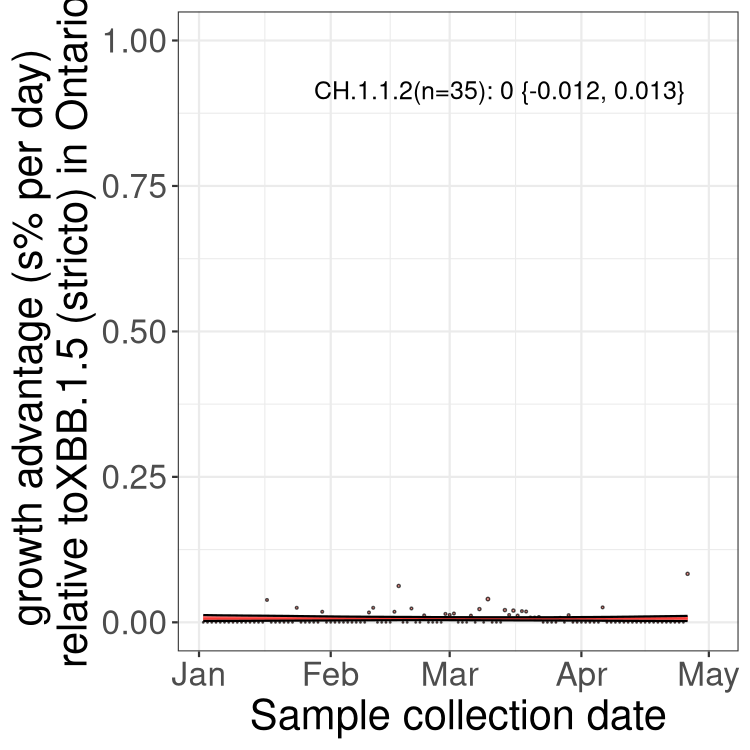 growth advantage (s% per day)
relative toXBB.1.5 (stricto) in Ontario
1.00
0.75
0.50
0.25
0.00
CH.1.1.2(n=35): 0 {-0.012, 0.013}
Jan Feb Mar Apr May
Sample collection date